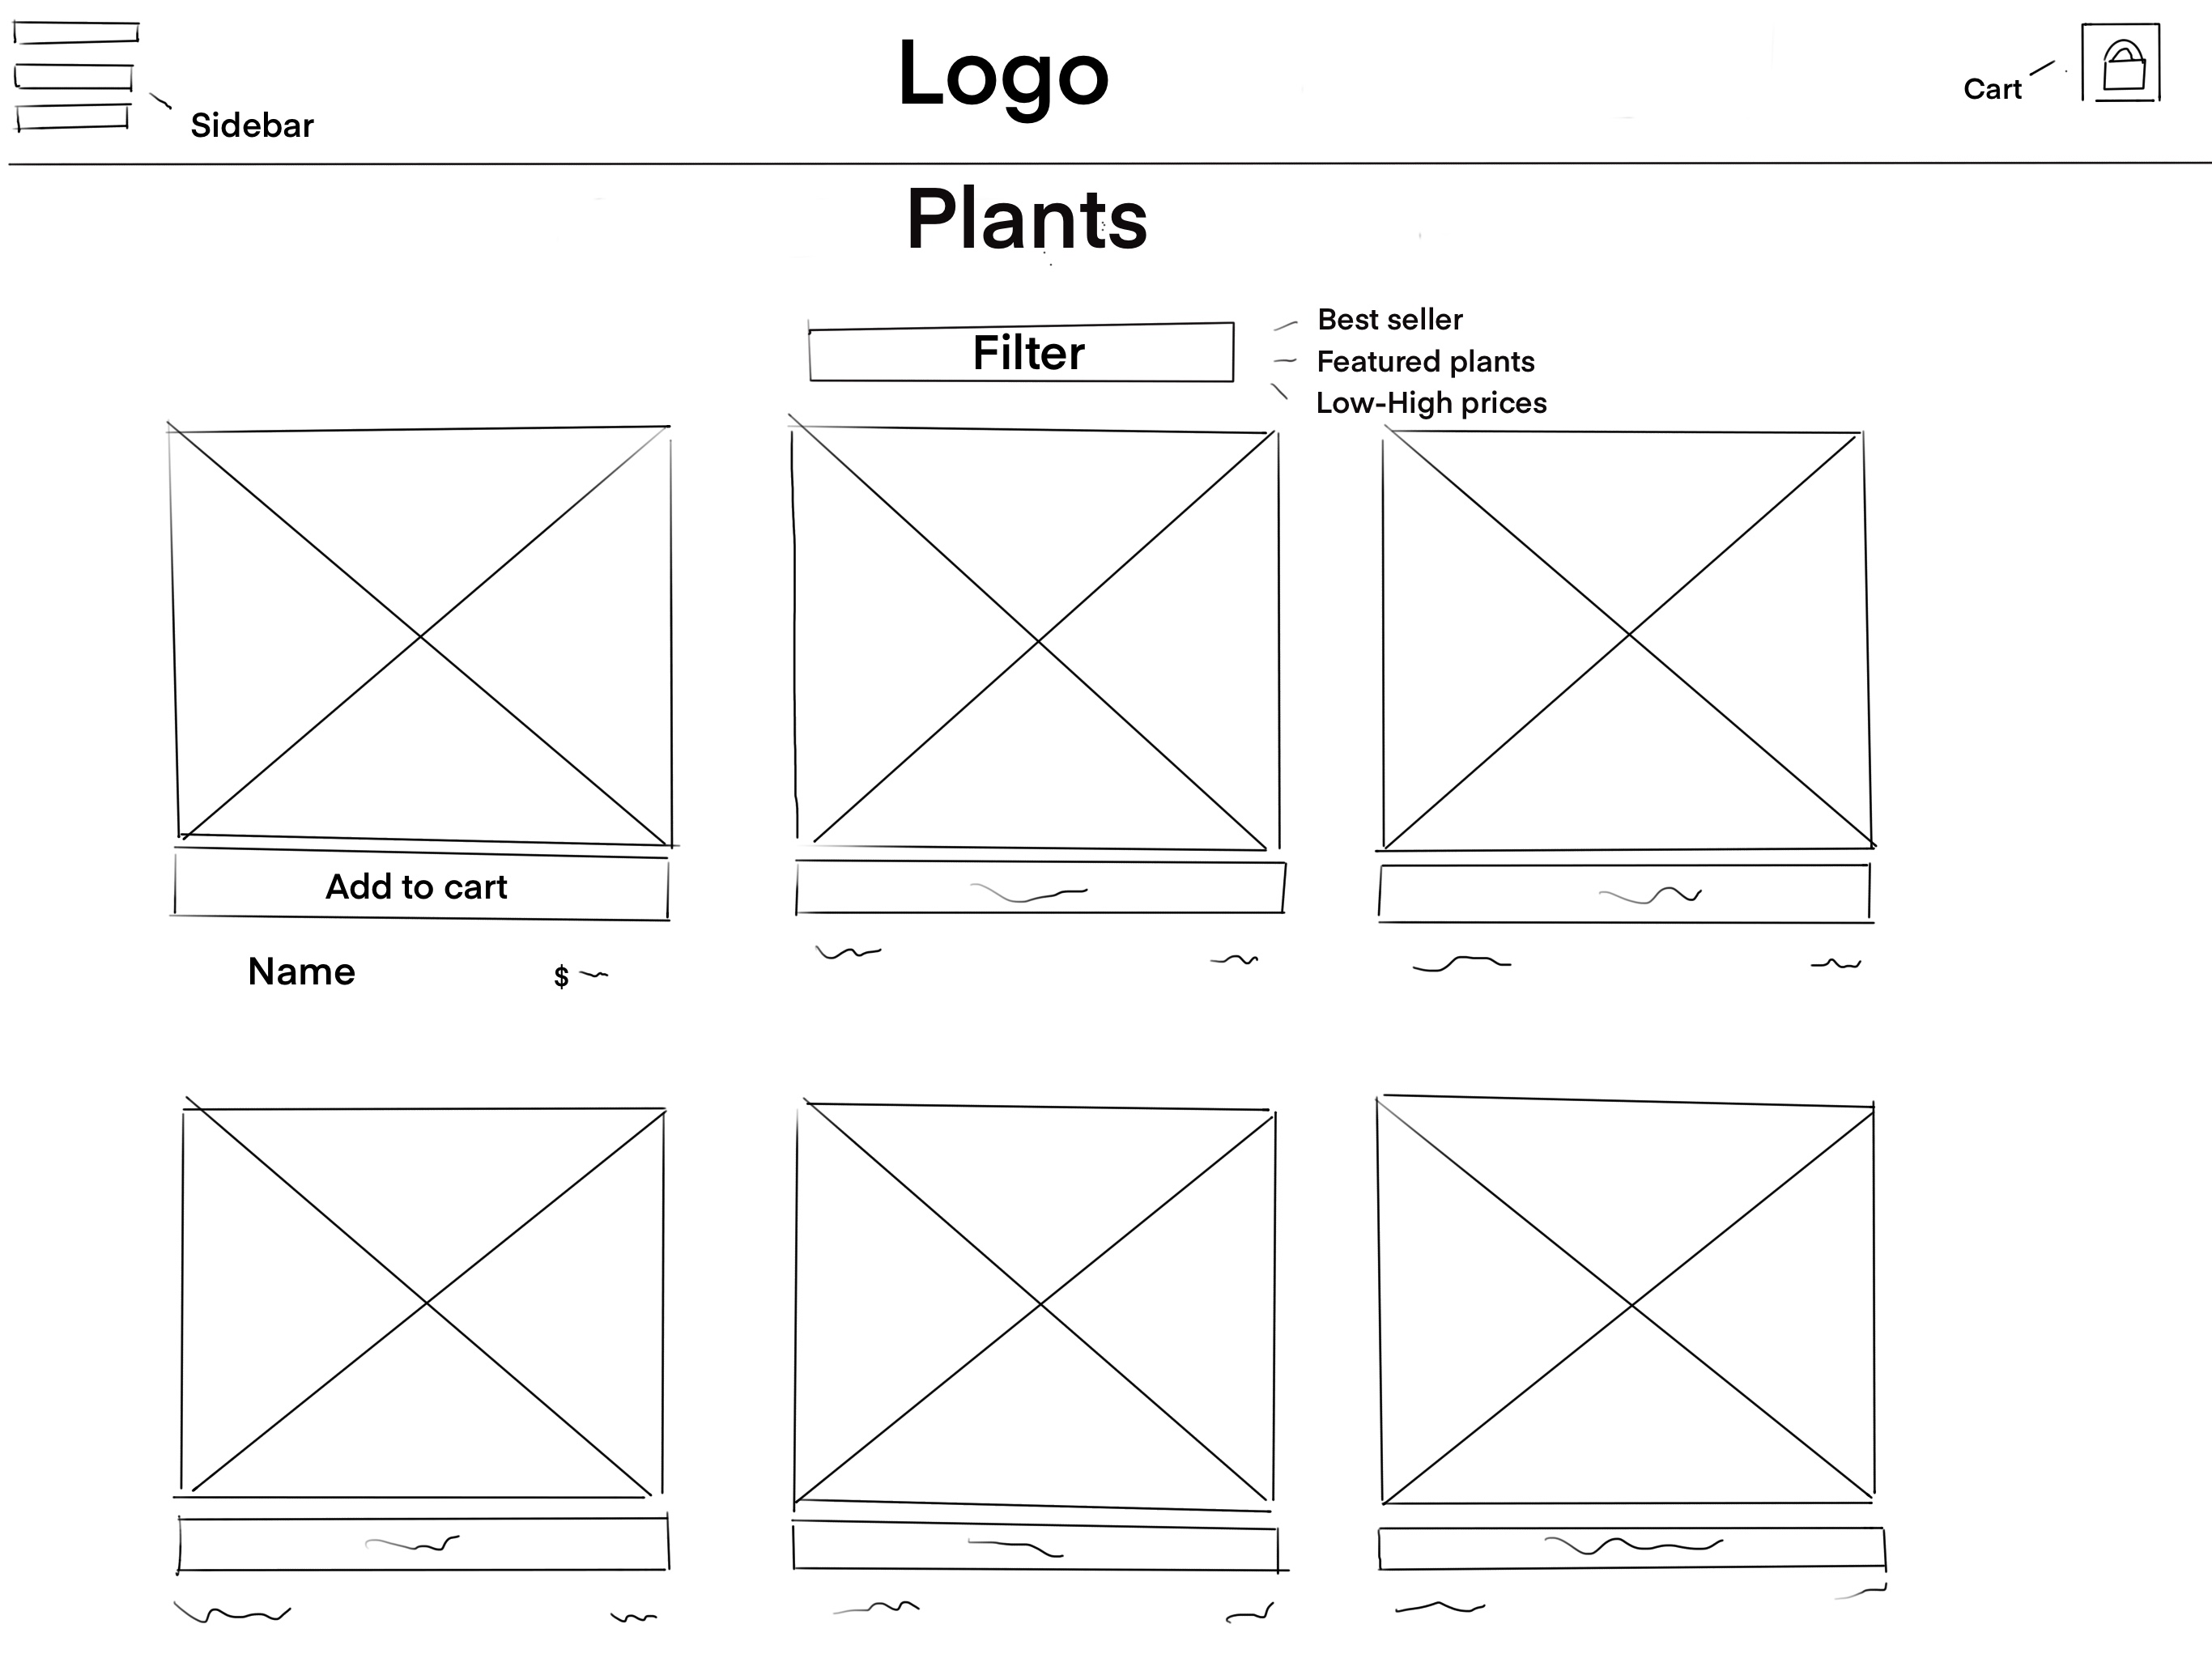 Logo
Cart
Sidebar
Plants
Filter
Best seller
Featured plants
Low-High prices
Add to cart
Name
$